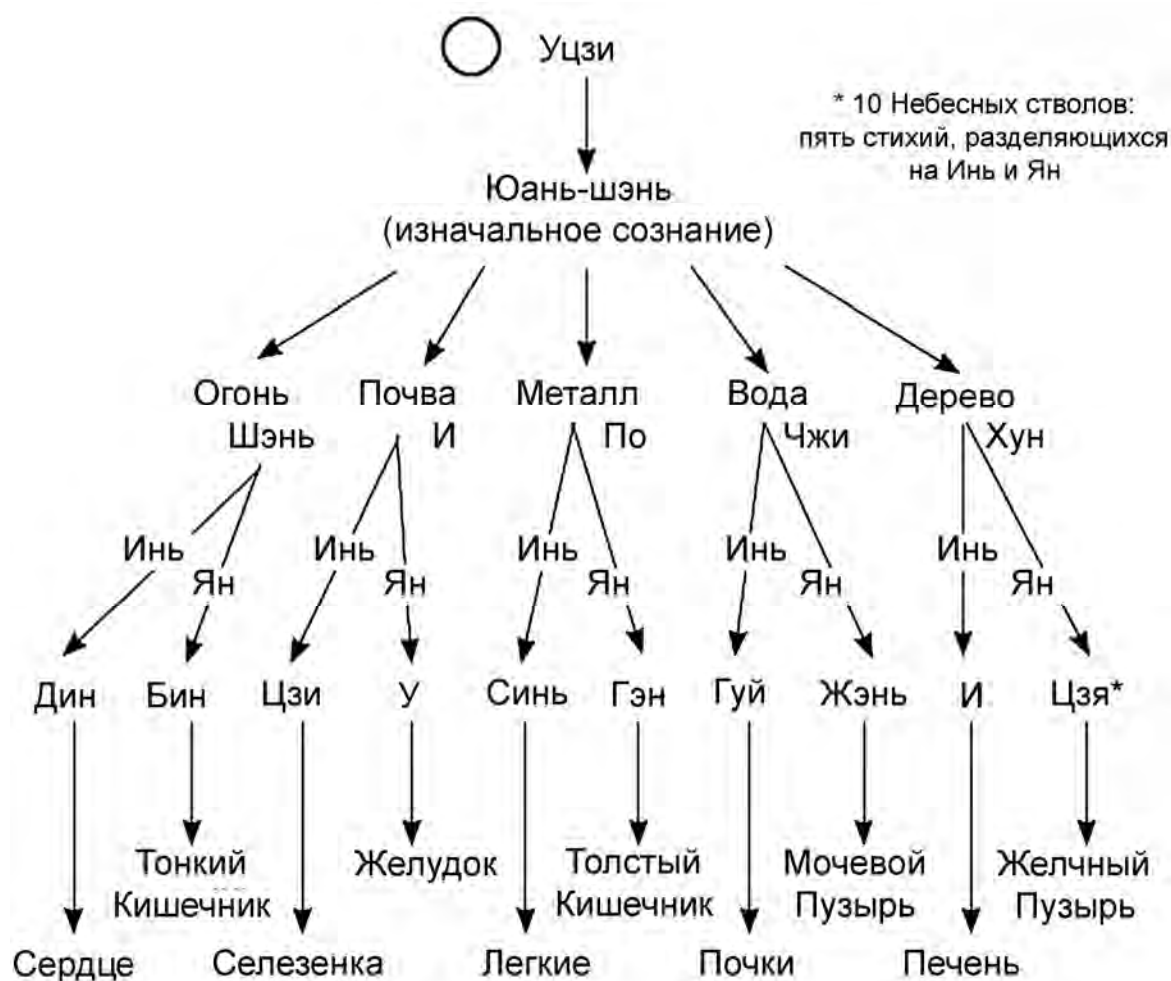 Уцзи
* 10 Небесных стволов:
пять стихий, разделяющихся
на Инь и Ян
Юань-шэнь
(изначальное сознание)
Огонь Почва Металл Вода Дерево
Шэнь И По Чжи Хун
Инь Инь Инь Инь Инь
Ян Ян Ян Ян Ян
Дин Бин Цзи У Синь Гэн Гуй Жэнь И Цзя*
Тонкий Желудок Толстый Мочевой Желчный
Кишечник Кишечник Пузырь Пузырь
Сердце Селезенка Легкие Почки Печень